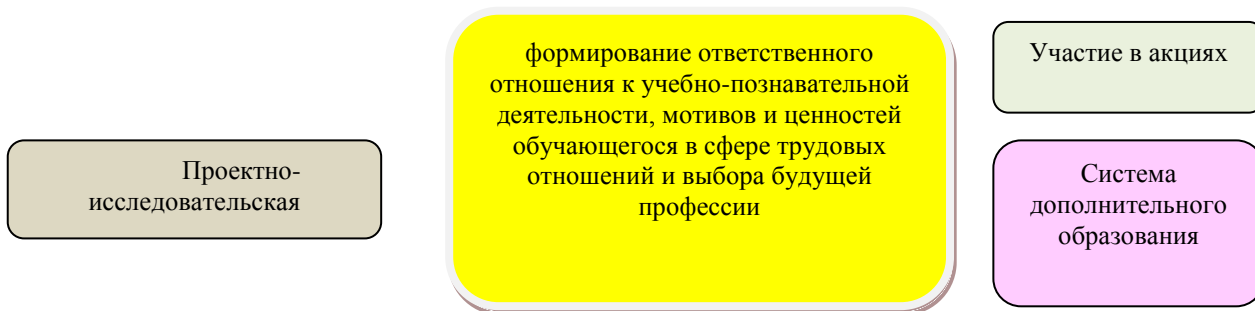 Проектно-
исследовательская
формирование ответственного
отношения к учебно-познавательной
деятельности, мотивов и ценностей
обучающегося в сфере трудовых
отношений и выбора будущей
профессии
Участие в акциях
Система
дополнительного
образования